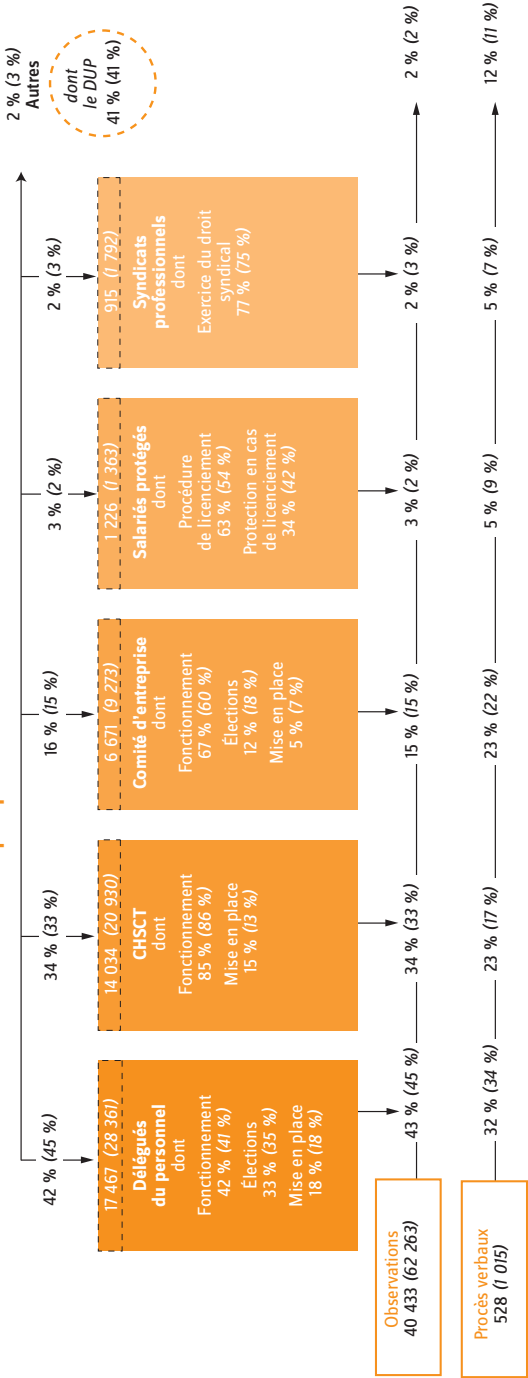 42 % (45 %)
34 % (33 %)
16 % (15 %)
3 % (2 %)
2 % (3 %)
2 % (3 %)
Autres
dont
le DUP
41 % (41 %)
17 467 (28 361)
Délégués
du personnel
dont
Fonctionnement
42 % (41 %)
Élections
33 % (35 %)
Mise en place
18 % (18 %)
14 034 (20 930)
CHSCT
dont
Fonctionnement
85 % (86 %)
Mise en place
15 % (13 %)
6 671 (9 273)
Comité d'entreprise
dont
Fonctionnement
67 % (60 %)
Élections
12 % (18 %)
Mise en place
5 % (7 %)
1 226 (1 363)
Salariés protégés
dont
Procédure
de licenciement
63 % (54 %)
Protection en cas
de licenciement
34 % (42 %)
915 (1 792)
Syndicats
professionnels
dont
Exercice du droit
syndical
77 % (75 %)
Observations
40 433 (62 263)
43 % (45 %)
34 % (33 %)
15 % (15 %)
3 % (2 %)
2 % (3 %)
2 % (2 %)
Procès verbaux
528 (1 015)
32 % (34 %)
23 % (17 %)
23 % (22 %)
5 % (9 %)
5 % (7 %)
12 % (11 %)